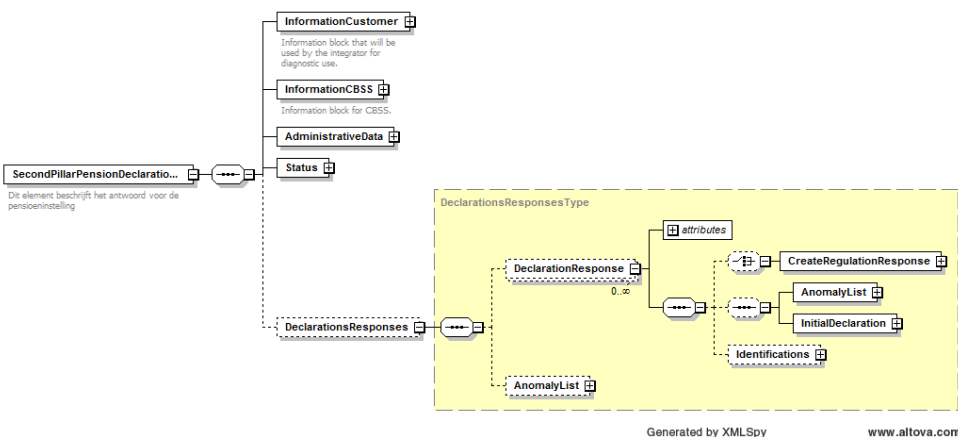 InformationCustomer
Information block that will be
used by the integrator for
diagnostic use.
InformationCBSS
Information block for CBSS.
AdministrativeData
Status
SecondPillarPensionDeclaratio...
Dit element beschrijft het antwoord voor de
pensioeninstelling
DeclarationsResponsesType
attributes
DeclarationResponse
0..∞
CreateRegulationResponse
AnomalyList
InitialDeclaration
DeclarationsResponses
Identifications
AnomalyList
Generated by XMLSpy
www.altova.com